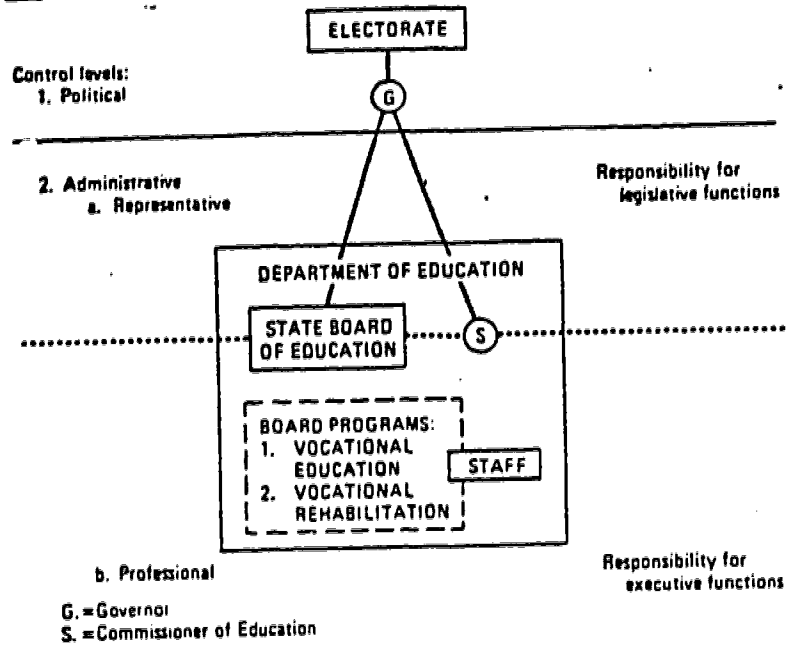 ELECTORATE
Control levels:
1. Political
G
2. Administrative
a. Representative
Responsibility for
legislative functions
DEPARTMENT OF EDUCATION
STATE BOARD
OF EDUCATION
S
BOARD PROGRAMS:
1. VOCATIONAL
EDUCATION
2. VOCATIONAL
REHABILITATION
STAFF
b. Professional
Responsibility for
executive functions
G. =Governor
S. =Commissioner of Education